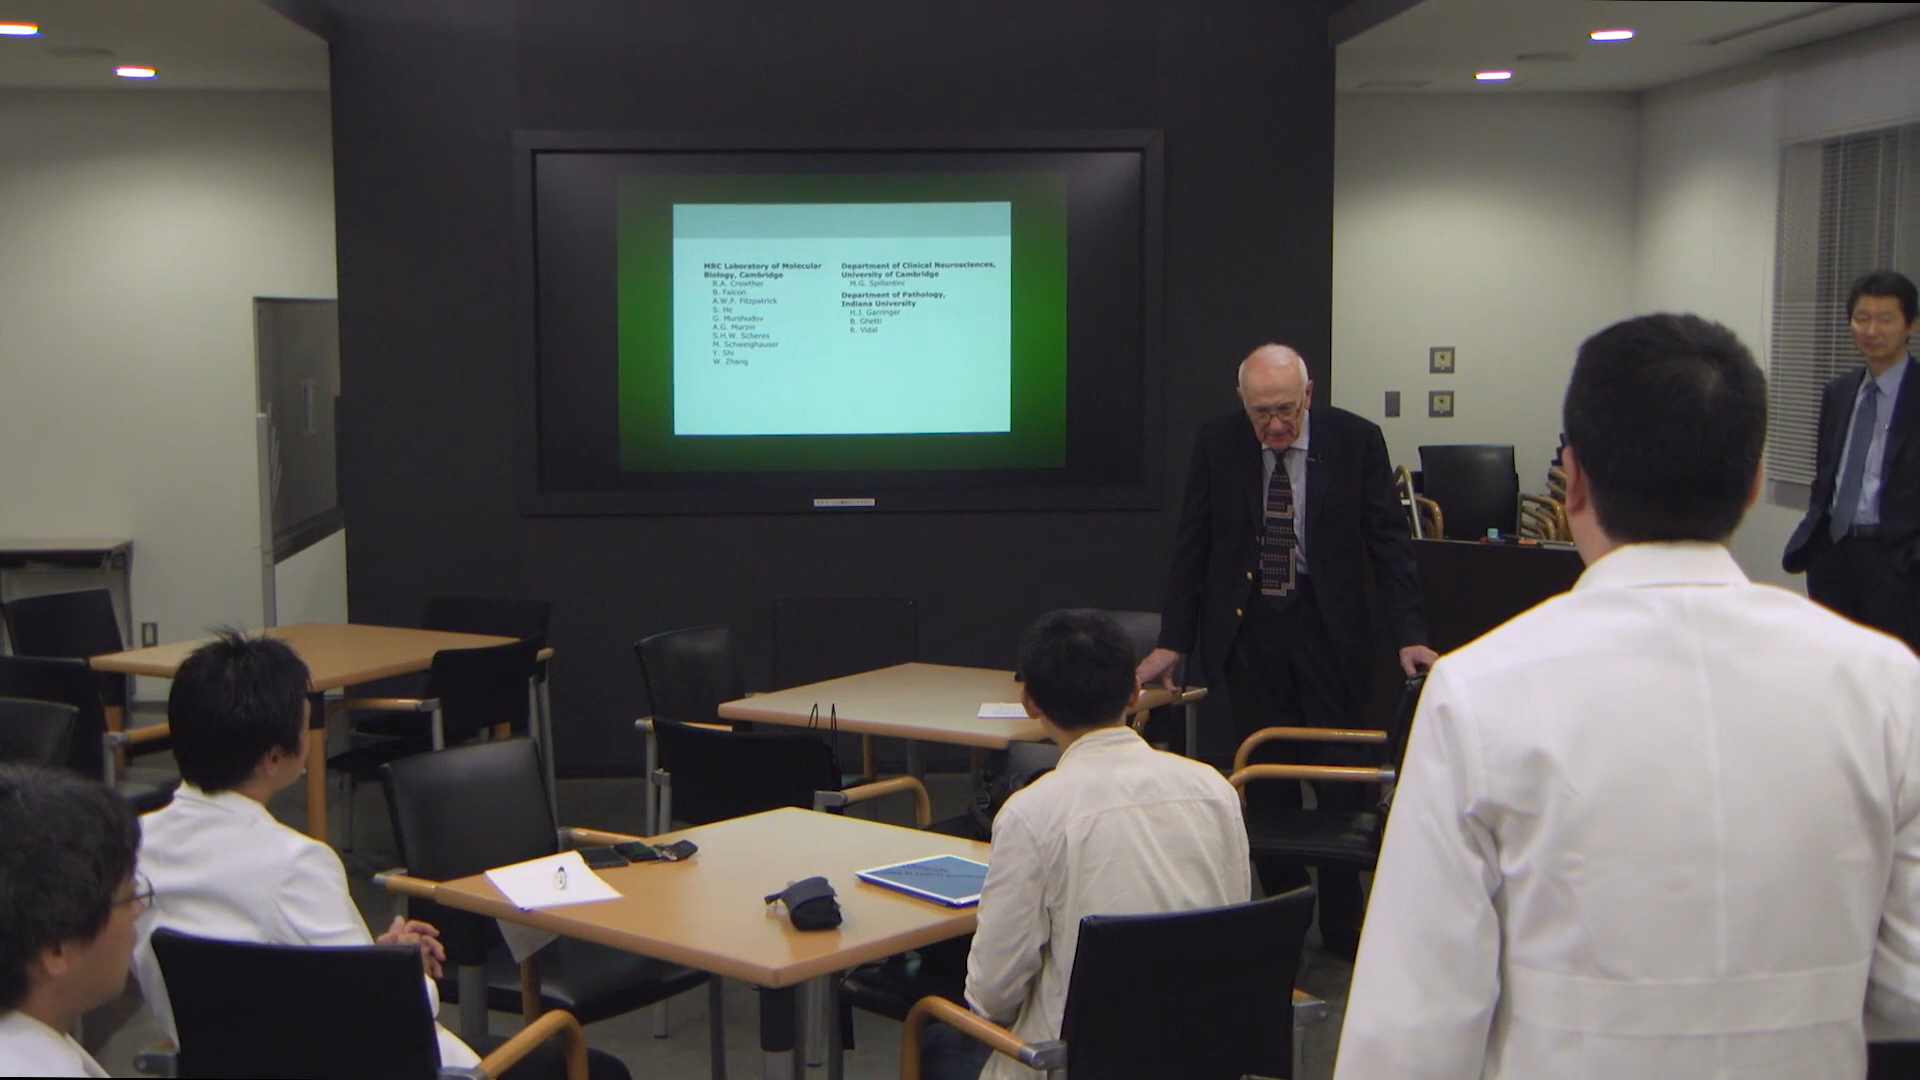 MRC Laboratory of Molecular
Biology, Cambridge
R.A. Crowther
B. Falcon
A.W.P. Fitzpatrick
S. He
G. Murshudov
A.G. Murzin
S.H.W. Scheres
M. Schweighauser
Y. Shi
W. Zhang
Department of Clinical Neurosciences,
University of Cambridge
M.G. Spillantini
Department of Pathology,
Indiana University
H.J. Garringer
B. Ghetti
R. Vidal